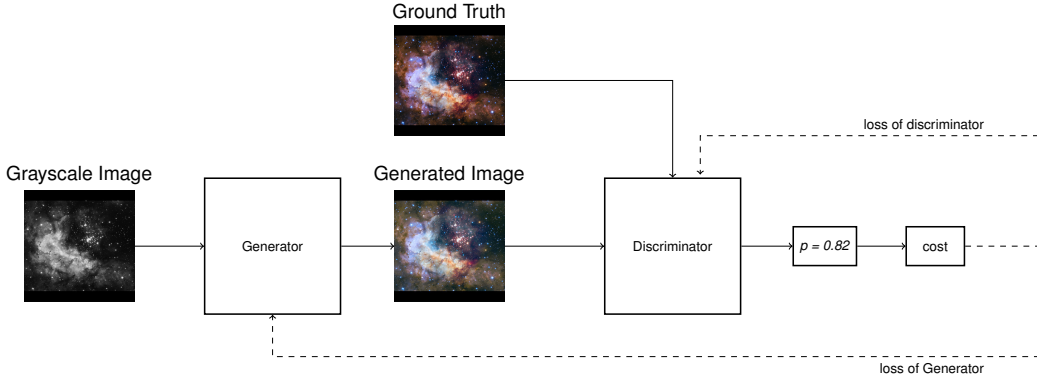 Ground Truth
loss of discriminator
Grayscale Image
Generated Image
Generator
Discriminator
p = 0.82
cost
loss of Generator